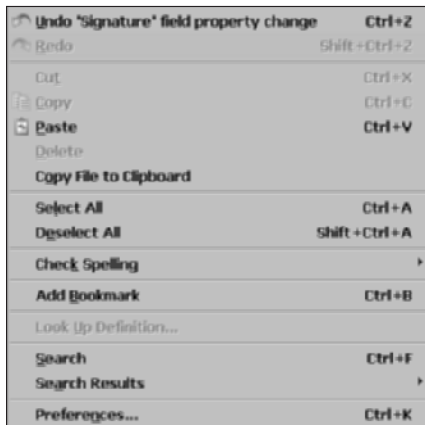 Undo "Signature" field property change Ctrl+Z
Redo Shift+Ctrl+Z
Cut Ctrl+X
Copy Ctrl+C
Paste Ctrl+V
Delete
Copy File to Clipboard
Select All Ctrl+A
Deselect All Shift+Ctrl+A
Check Spelling
Add Bookmark Ctrl+B
Look Up Definition...
Search Ctrl+F
Search Results
Preferences... Ctrl+K